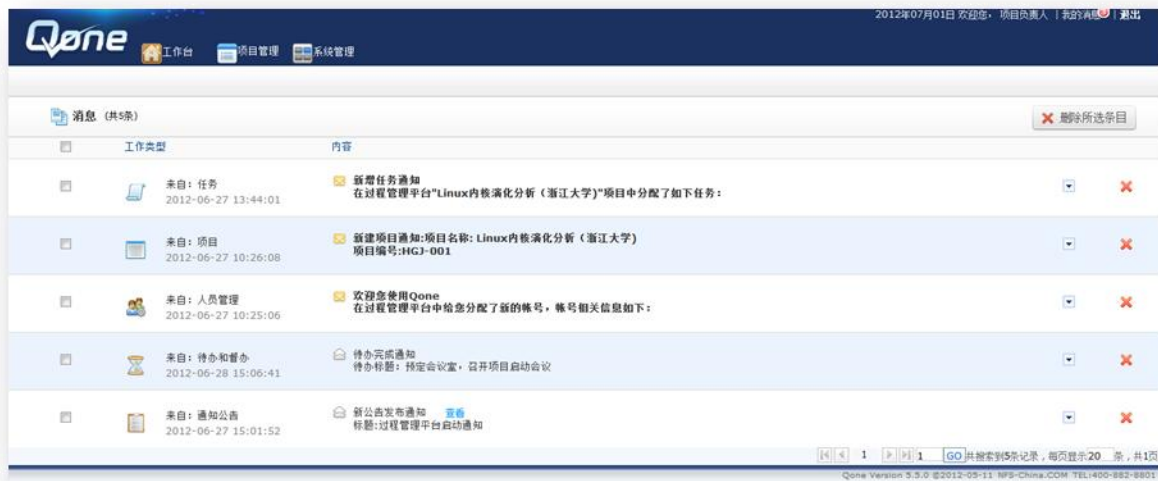 2012年07月01日 欢迎您, 项目负责人 | 我的消息 | 退出
Qone
工作台 项目管理 系统管理
消息 (共5条)
删除所选条目
工作类型 内容
来自: 任务
2012-06-27 13:44:01
新增任务通知
在过程管理平台"Linux内核演化分析（浙江大学)"项目中分配了如下任务:
来自: 项目
2012-06-27 10:26:08
新建项目通知:项目名称: Linux内核演化分析（浙江大学)
项目编号:HGJ-001
来自: 人员管理
2012-06-27 10:25:06
欢迎您使用Qone
在过程管理平台中给您分配了新的帐号，帐号相关信息如下:
来自: 待办和督办
2012-06-28 15:06:41
待办完成通知
待办标题: 预定会议室，召开项目启动会议
来自: 通知公告
2012-06-27 15:01:52
新公告发布通知 查看
标题:过程管理平台启动通知
1 1 GO 共搜索到5条记录，每页显示20 条，共1页
Qone Version 5.5.0 ©2012-05-11 NFS-China.COM TEL:400-882-8801